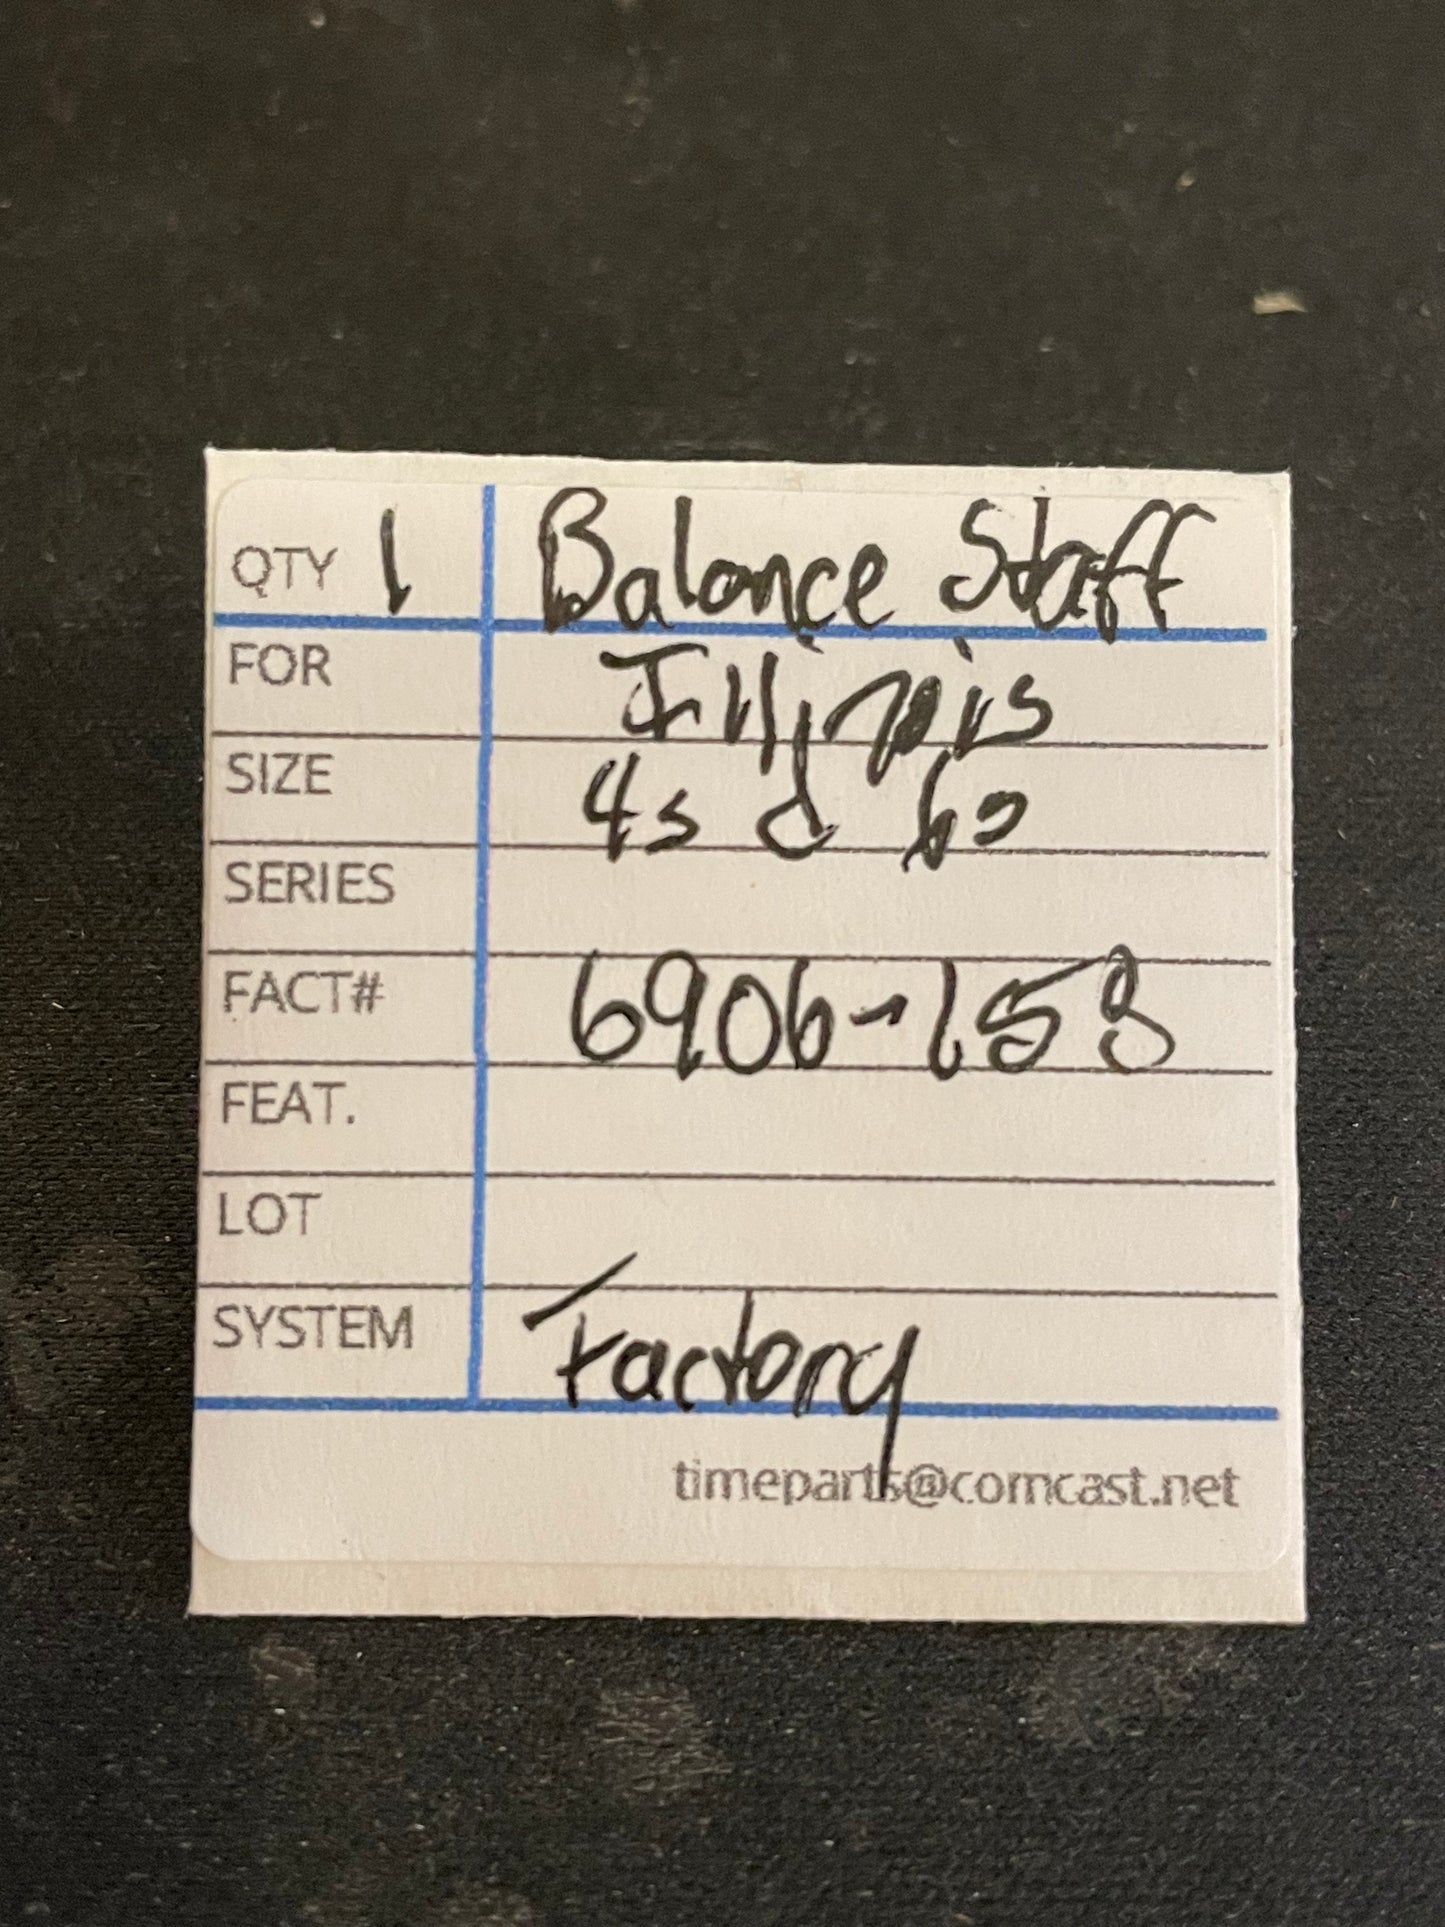 QTY 1 Balance Staff
FOR Illinois
SIZE 4s & 6s
SERIES
FACT# 6906-158
FEAT.
LOT
SYSTEM Factory
timeparts@comcast.net